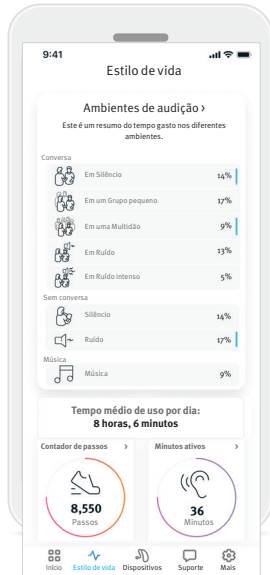 9:41
Estilo de vida
Ambientes de audição ›
Este é um resumo do tempo gasto nos diferentes
ambientes.
Conversa
Em Silêncio 14%
Em um Grupo pequeno 17%
Em uma Multidão 9%
Em Ruído 13%
Em Ruído intenso 5%
Sem conversa
Silêncio 14%
Ruído 17%
Música
Música 9%
Tempo médio de uso por dia:
8 horas, 6 minutos
Contador de passos › Minutos ativos ›
8,550 36
Passos Minutos
Início Estilo de vida Dispositivos Suporte Mais